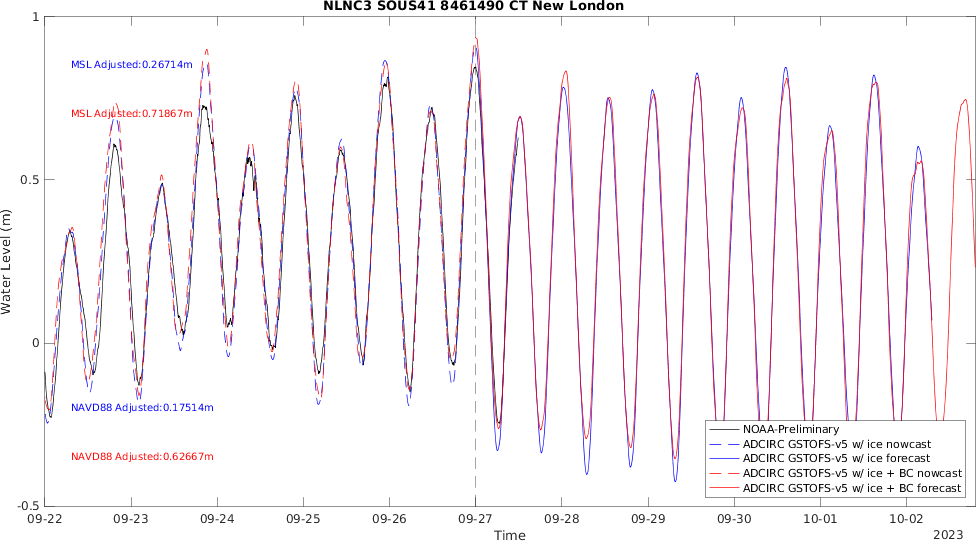 NLNC3 SOUS41 8461490 CT New London
1
MSL Adjusted:0.26714m
MSL Adjusted:0.71867m
0.5
Water Level (m)
0
NAVD88 Adjusted:0.17514m
NAVD88 Adjusted:0.62667m
NOAA-Preliminary
ADCIRC GSTOFS-v5 w/ ice nowcast
ADCIRC GSTOFS-v5 w/ ice forecast
ADCIRC GSTOFS-v5 w/ ice + BC nowcast
ADCIRC GSTOFS-v5 w/ ice + BC forecast
-0.5
09-22 09-23 09-24 09-25 09-26 09-27 09-28 09-29 09-30 10-01 10-02
Time
2023